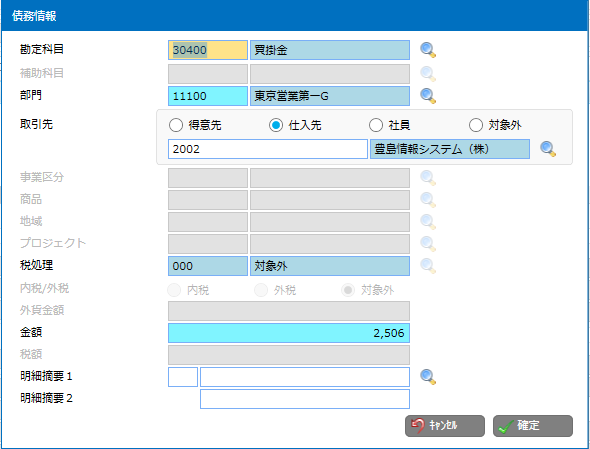 債務情報
勘定科目 30400 買掛金
補助科目
部門 11100 東京営業第一G
取引先 得意先 仕入先 社員 対象外
2002 豊島情報システム（株）
事業区分
商品
地域
プロジェクト
税処理 000 対象外
内税/外税 内税 外税 対象外
外貨金額
金額 2,506
税額
明細摘要１
明細摘要２
ｷｬﾝｾﾙ 確定